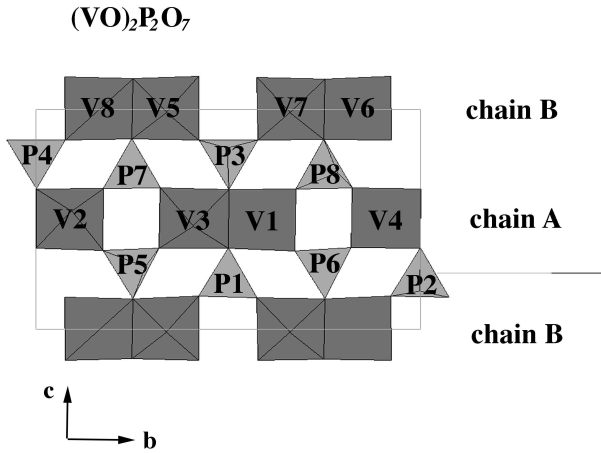 (VO)₂P₂O₇
V8 V5 V7 V6 chain B
P4 P7 P3 P8
V2 V3 V1 V4 chain A
P5 P1 P6 P2
chain B
c
b